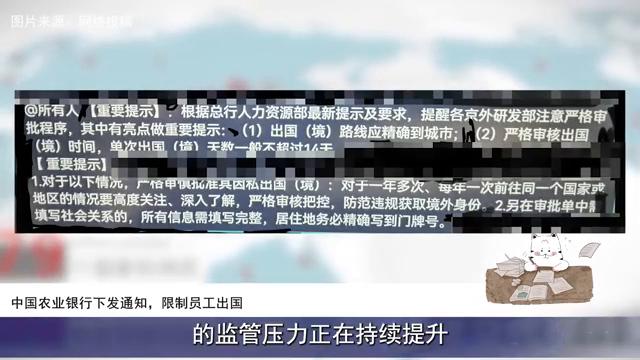 图片来源：网络投稿
@所有人【重要提示】：根据总行人力资源部最新提示及要求，提醒各京外研发部注意严格审
批程序，其中有亮点做重要提示：（1）出国（境）路线应精确到城市；（2）严格审核出国
（境）时间，单次出国（境）天数一般不超过14天
【重要提示】
1.对于以下情况，严格审慎批准其因私出国（境）：对于一年多次、每年一次前往同一个国家或
地区的情况要高度关注、深入了解，严格审核把控，防范违规获取境外身份。2.另在审批单中
填写社会关系的，所有信息需填写完整，居住地务必精确写到门牌号。
中国农业银行下发通知，限制员工出国
的监管压力正在持续提升